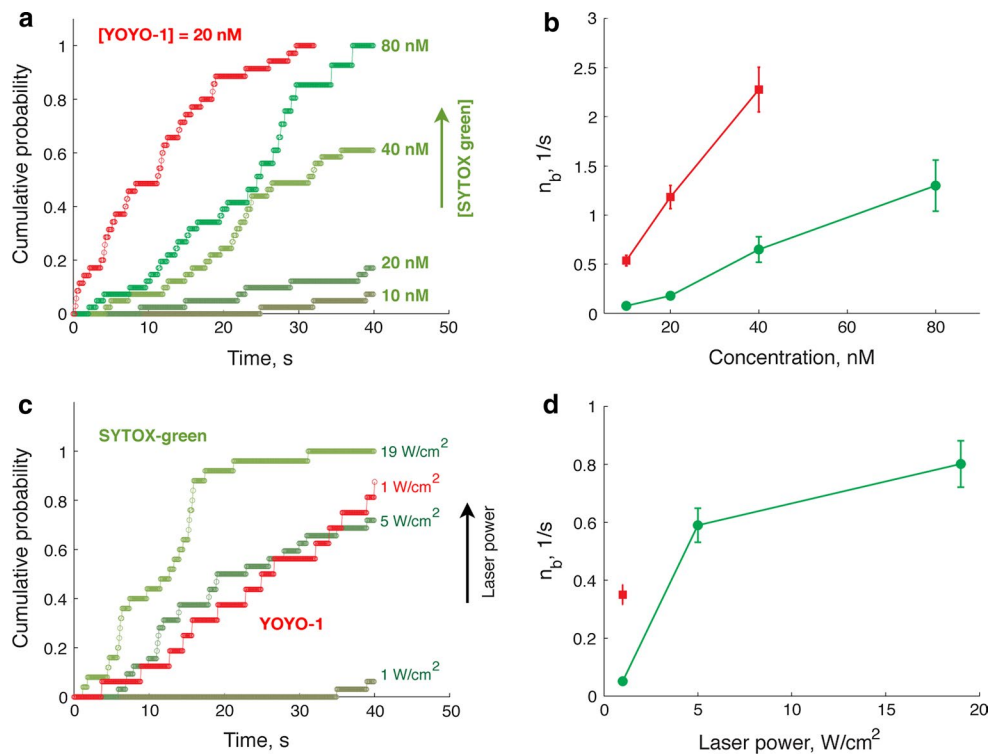 a
[YOYO-1] = 20 nM
80 nM
40 nM
20 nM
10 nM
[SYTOX green]
Cumulative probability
1
0.8
0.6
0.4
0.2
0
0 10 20 30 40 50
Time, s
b
n_b, 1/s
3
2.5
2
1.5
1
0.5
0
20 40 60 80
Concentration, nM
c
SYTOX-green
19 W/cm²
1 W/cm²
5 W/cm²
YOYO-1
1 W/cm²
Laser power
Cumulative probability
1
0.8
0.6
0.4
0.2
0
0 10 20 30 40 50
Time, s
d
n_b, 1/s
1
0.8
0.6
0.4
0.2
0
0 5 10 15 20
Laser power, W/cm²